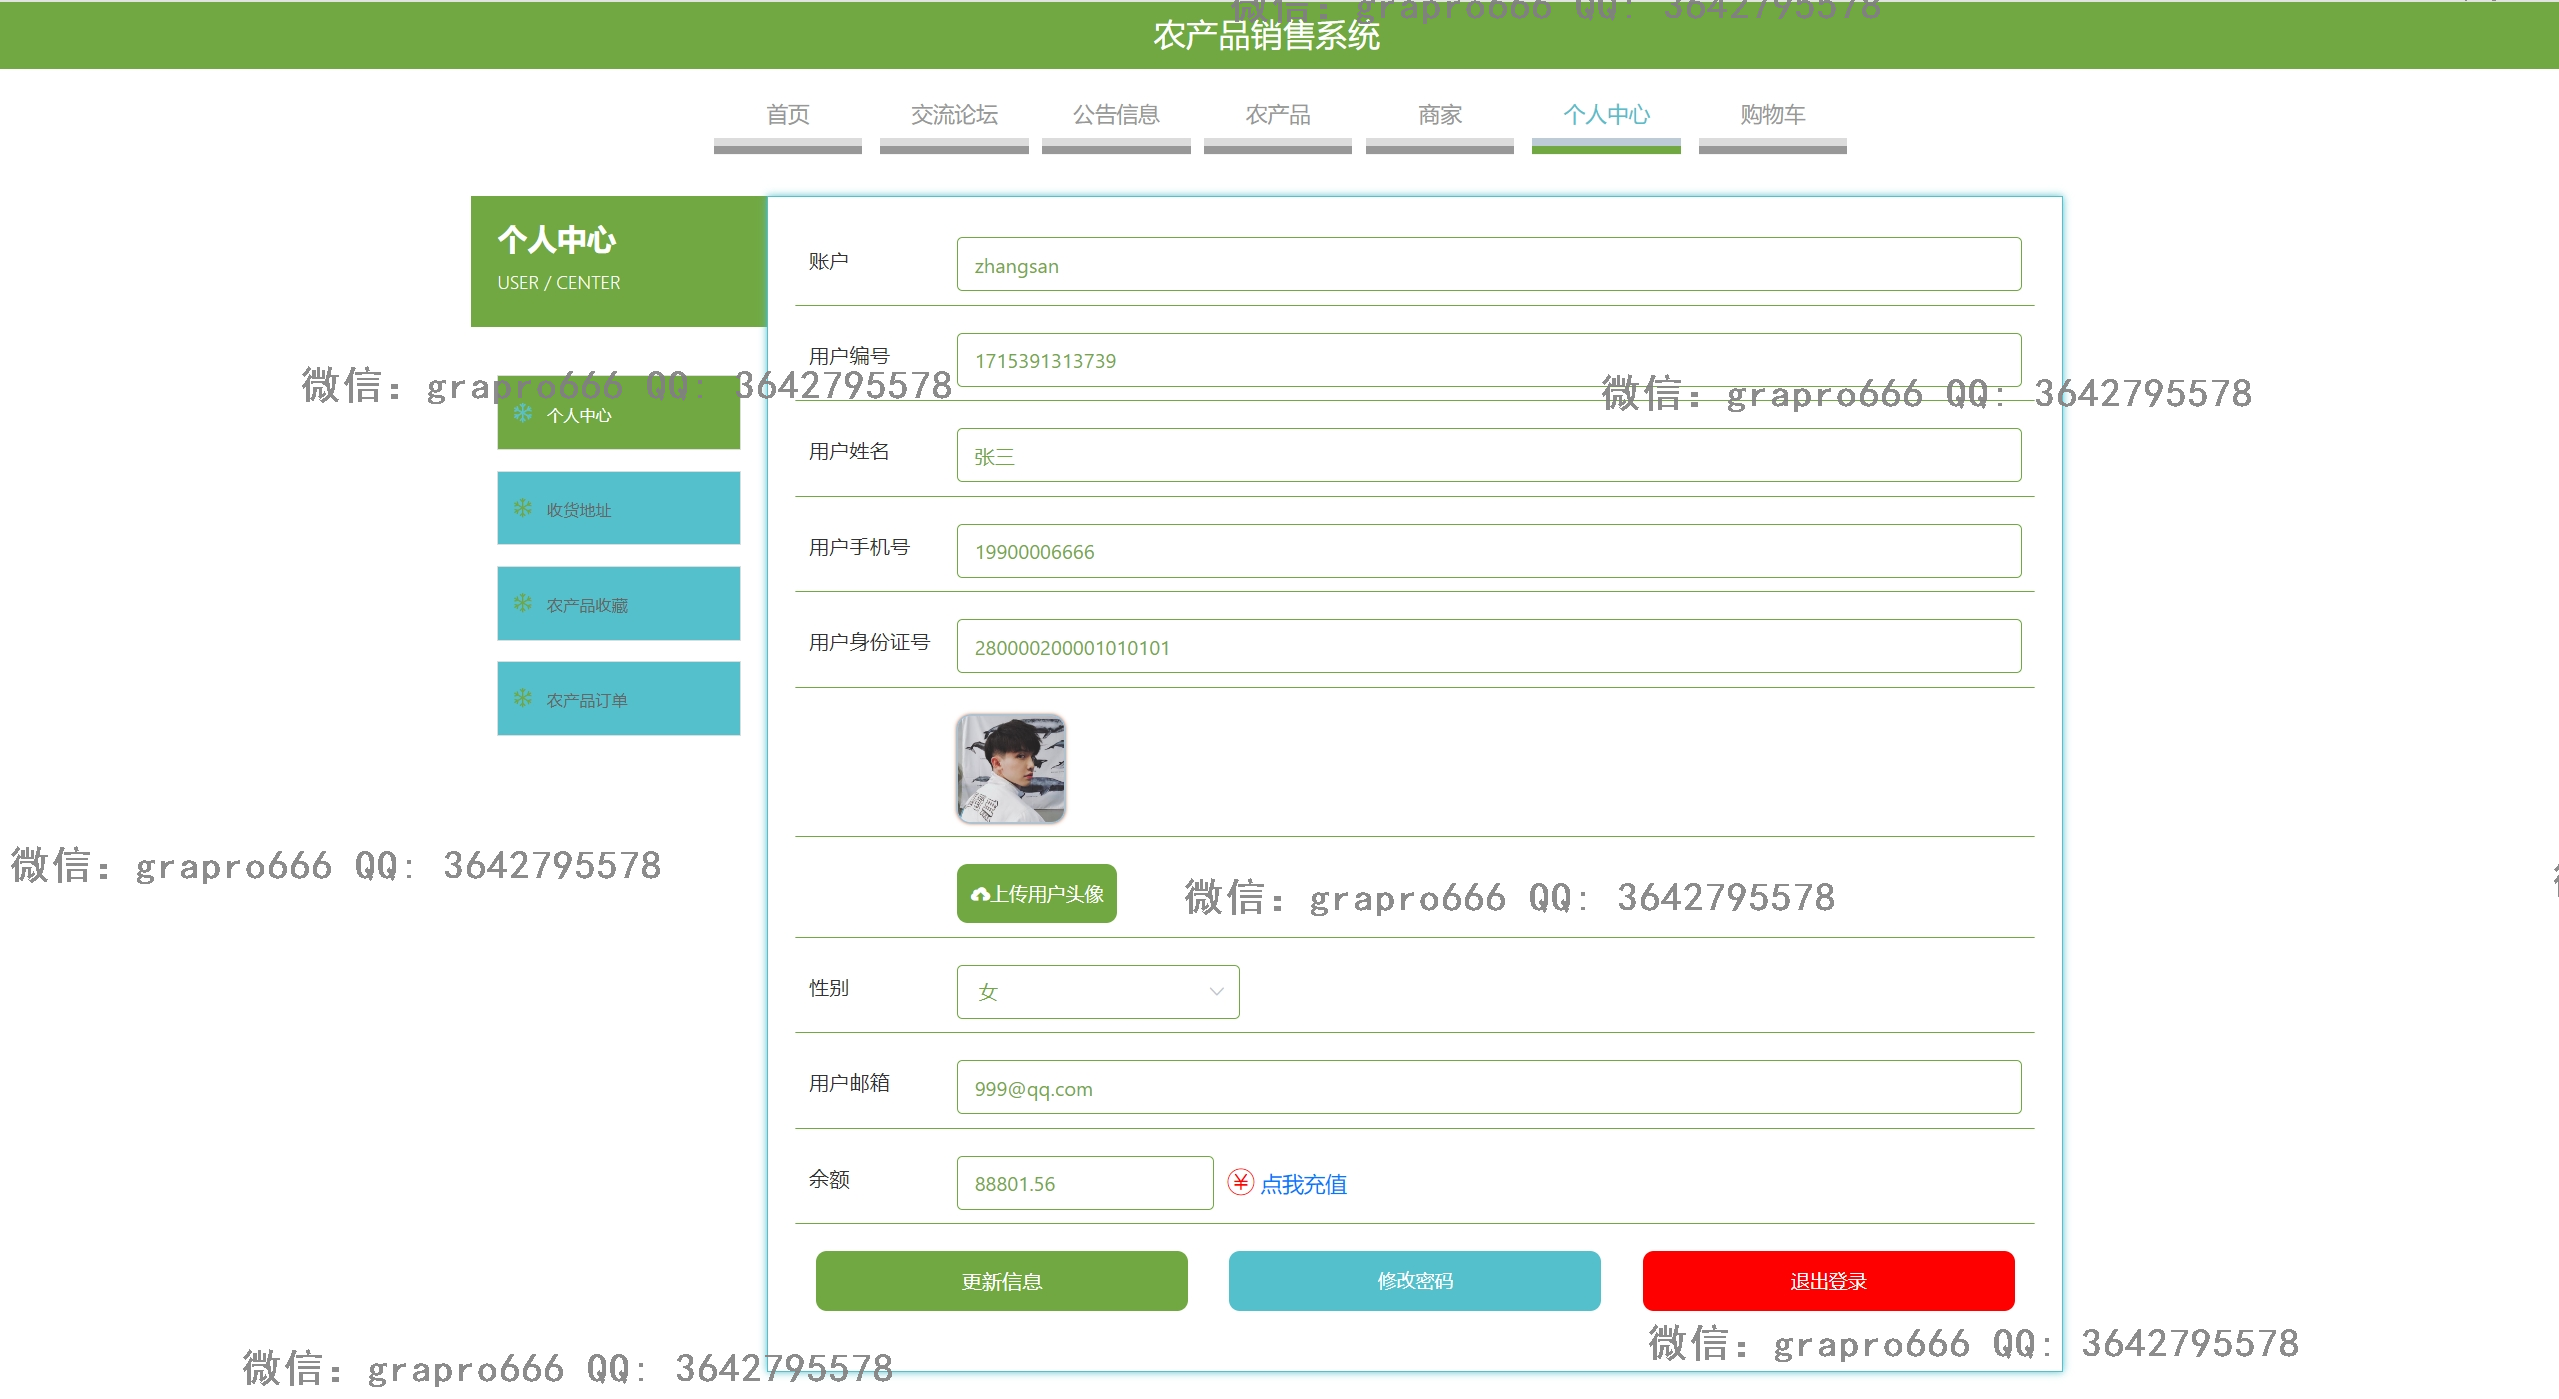 微信: grapro666 QQ: 3642795578
农产品销售系统
首页 交流论坛 公告信息 农产品 商家 个人中心 购物车
个人中心
USER / CENTER
账户 zhangsan
用户编号 1715391313739
微信: grapro666 QQ: 3642795578
微信: grapro666 QQ: 3642795578
个人中心
用户姓名 张三
收货地址
用户手机号 19900006666
农产品收藏
用户身份证号 280000200001010101
农产品订单
微信: grapro666 QQ: 3642795578
上传用户头像
微信: grapro666 QQ: 3642795578
性别 女
用户邮箱 999@qq.com
余额 88801.56 点我充值
更新信息 修改密码 退出登录
微信: grapro666 QQ: 3642795578
微信: grapro666 QQ: 3642795578